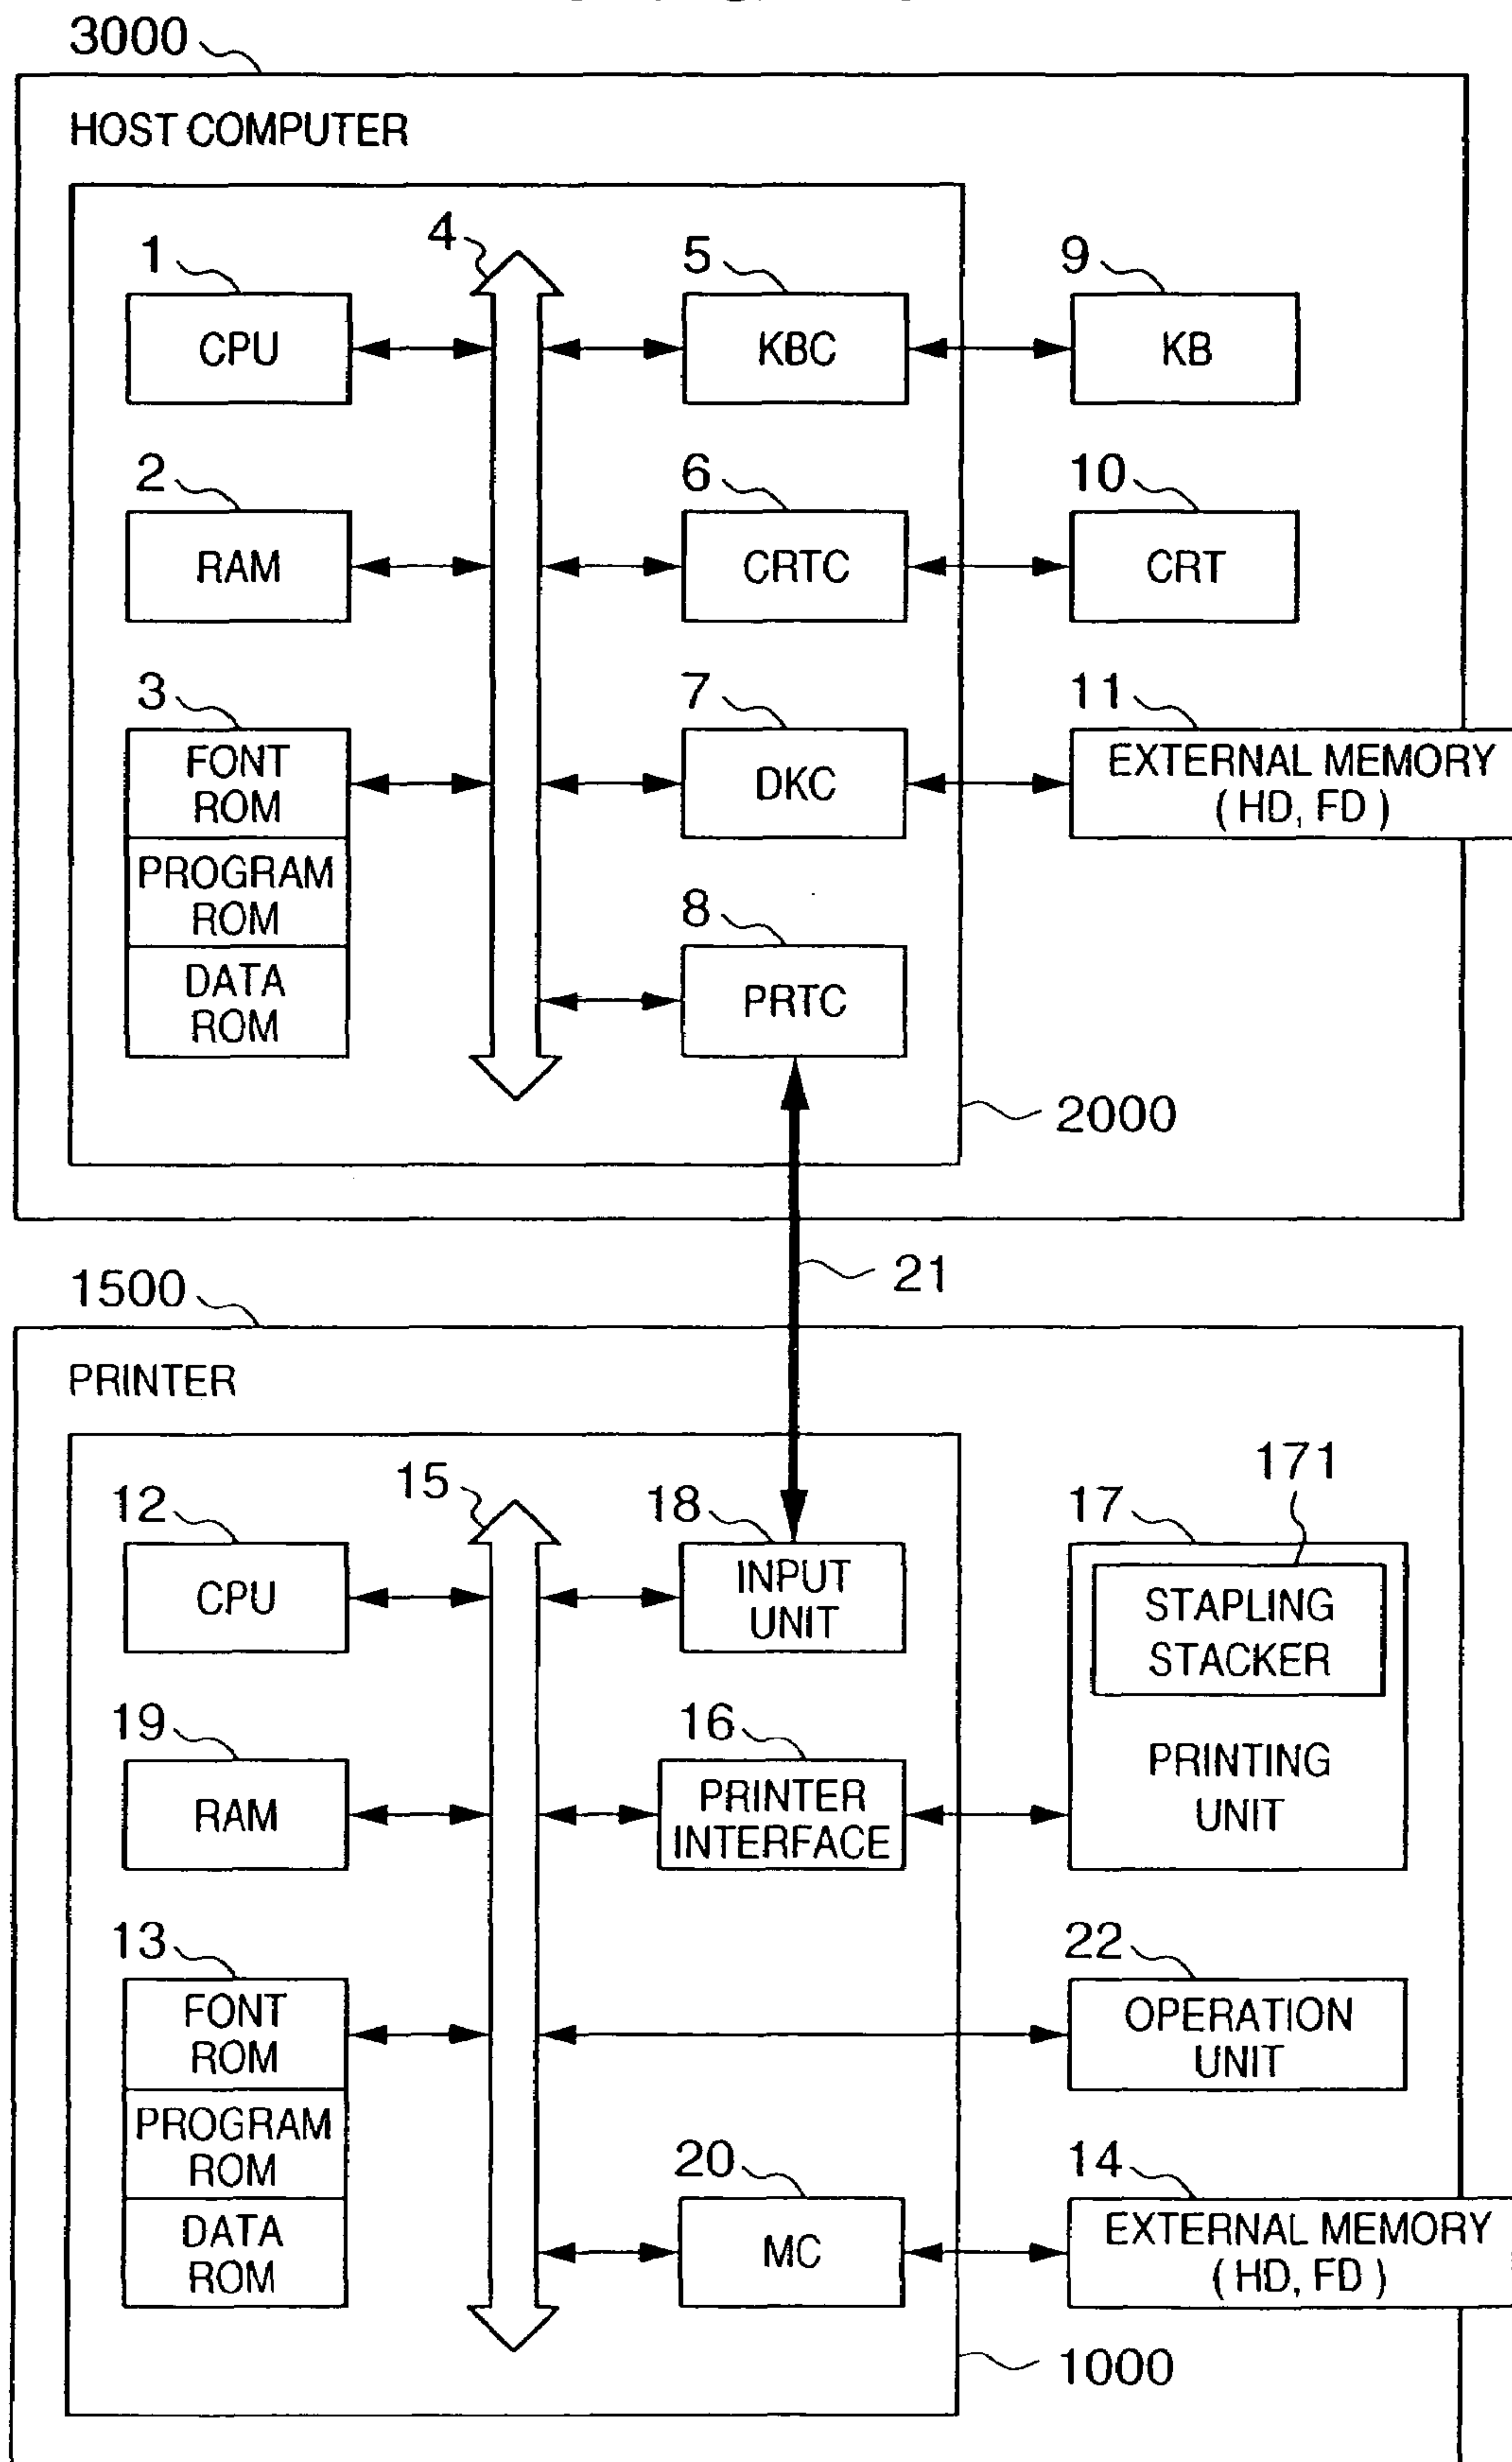 3000
HOST COMPUTER
4
1
5
9
CPU
KBC
KB
2
6
10
RAM
CRTC
CRT
3
7
11
FONT
ROM
DKC
EXTERNAL MEMORY
( HD, FD )
PROGRAM
ROM
8
DATA
ROM
PRTC
2000
21
1500
PRINTER
171
12
15
18
17
CPU
INPUT
UNIT
STAPLING
STACKER
19
16
PRINTING
UNIT
RAM
PRINTER
INTERFACE
13
22
FONT
ROM
OPERATION
UNIT
PROGRAM
ROM
20
14
DATA
ROM
MC
EXTERNAL MEMORY
( HD, FD )
1000